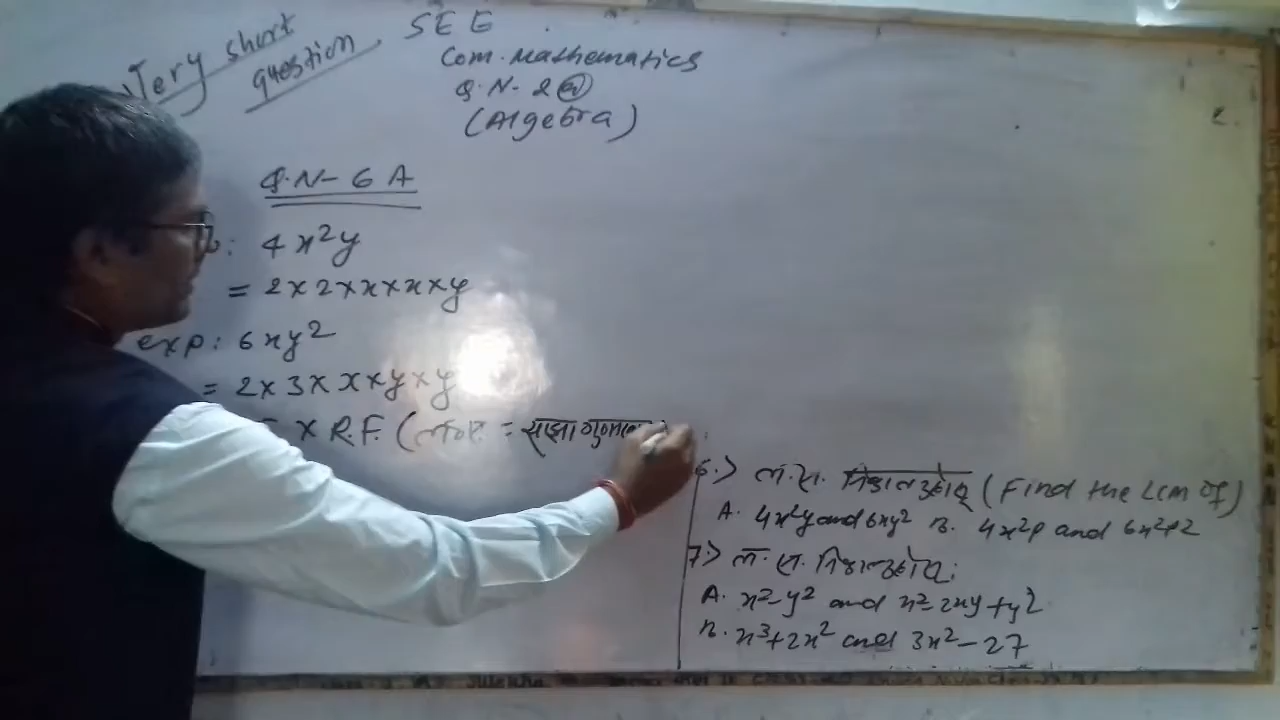 Very short
question
SEE
Com. Mathematics
Q.N. 2 (a)
(Algebra)
Q.N- 6 A
: 4x²y
= 2×2×x×x×y
exp: 6xy²
= 2×3×x×y×y
× R.F. ( = साझा गुणन
6.> ल.स. (Find the LCM of)
A. 4x²y and 6xy² B. 4x²p and 6x²p2
7.> ल.स.
A. x²-y² and x²-2xy+y²
B. x³+2x² and 3x²-27